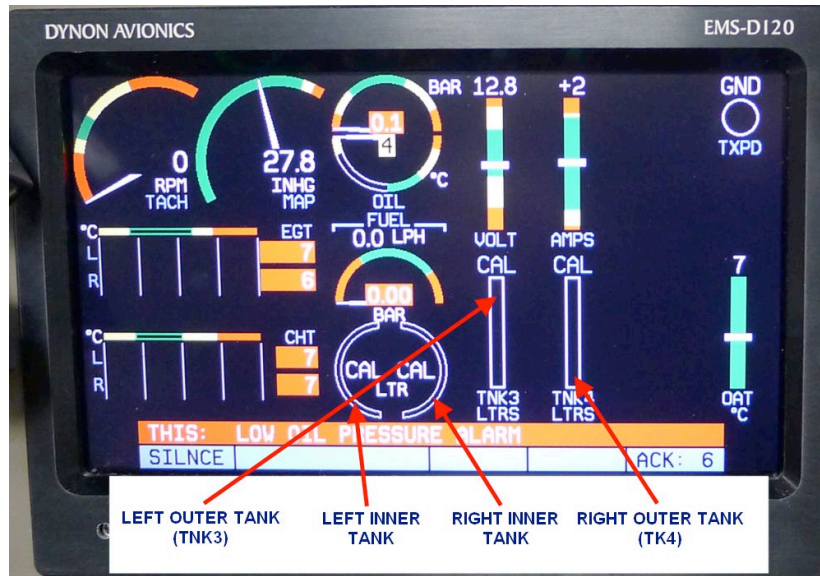 DYNON AVIONICS
EMS-D120
0
RPM
TACH
27.8
INHG
MAP
BAR
0.1
4
°C
OIL
12.8
VOLT
+2
AMPS
GND
TXPD
°C
L
R
EGT
7
6
FUEL
0.0 LPH
0.00
BAR
°C
L
R
CHT
7
7
CAL CAL
LTR
CAL
TNK3
LTRS
CAL
TNK4
LTRS
7
OAT
°C
THIS: LOW OIL PRESSURE ALARM
SILNCE
ACK: 6
LEFT OUTER TANK
(TNK3)
LEFT INNER
TANK
RIGHT INNER
TANK
RIGHT OUTER TANK
(TK4)